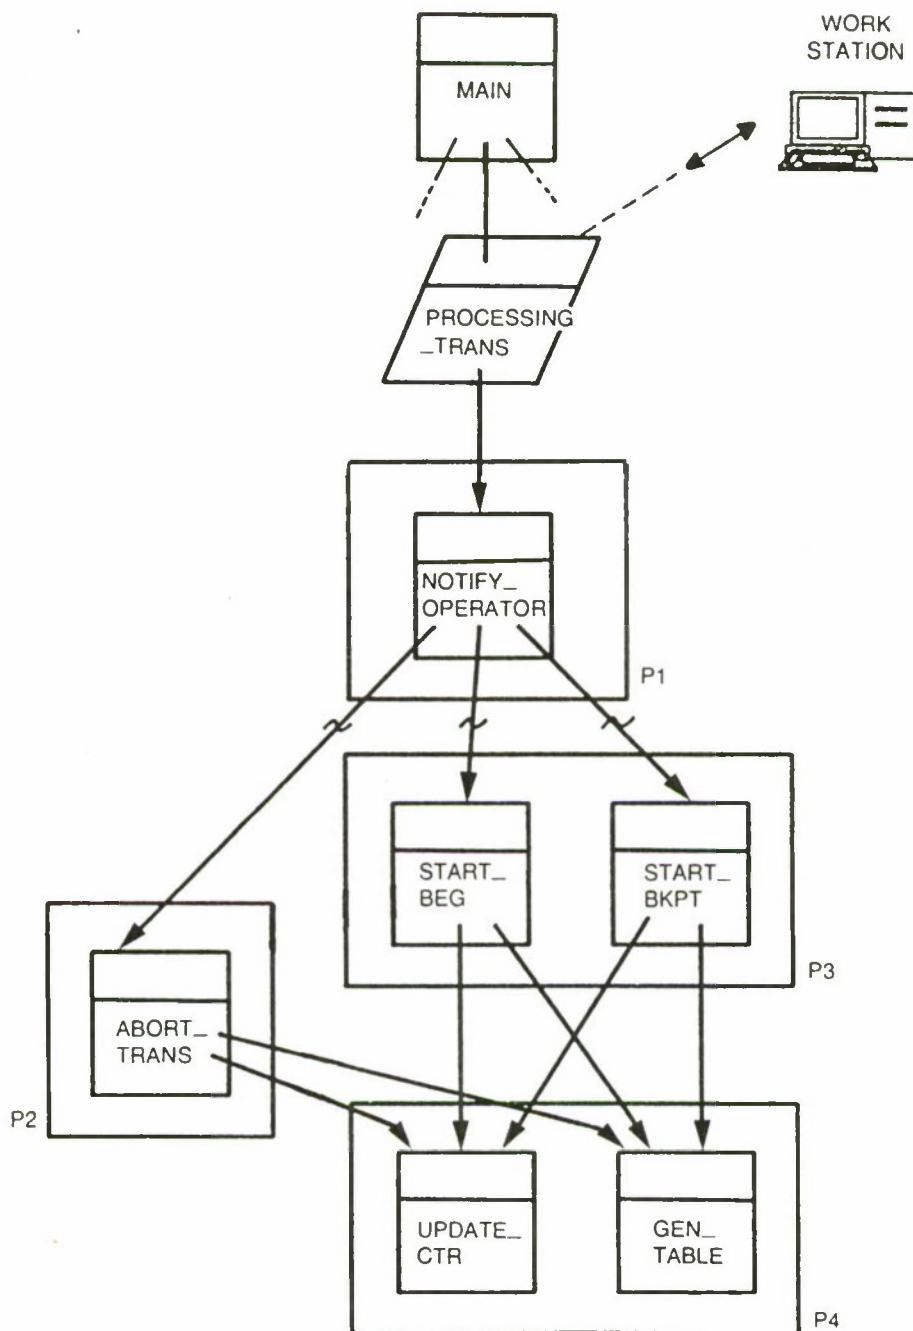 WORK
STATION
MAIN
PROCESSING
_TRANS
NOTIFY_
OPERATOR
P1
START_
BEG
START_
BKPT
P3
ABORT_
TRANS
P2
UPDATE_
CTR
GEN_
TABLE
P4